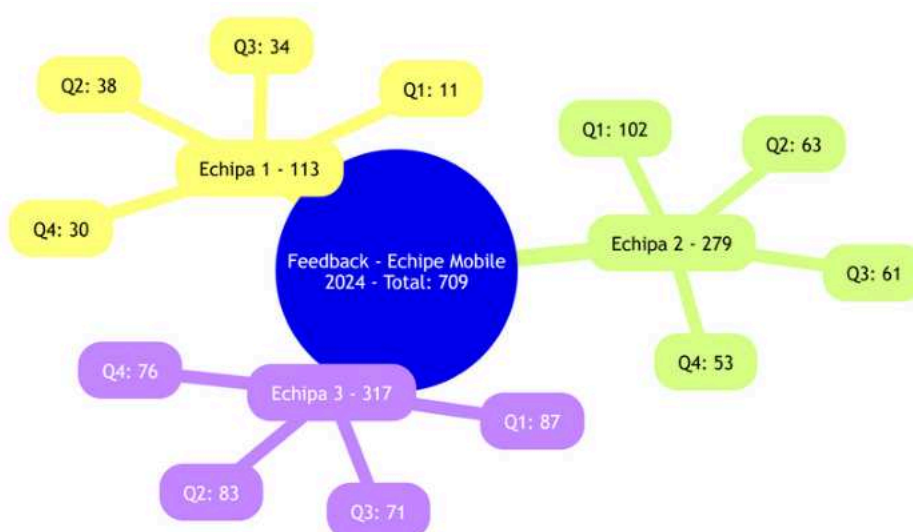 Feedback - Echipe Mobile
2024 - Total: 709
Echipa 1 - 113
Q1: 11
Q2: 38
Q3: 34
Q4: 30
Echipa 2 - 279
Q1: 102
Q2: 63
Q3: 61
Q4: 53
Echipa 3 - 317
Q1: 87
Q2: 83
Q3: 71
Q4: 76